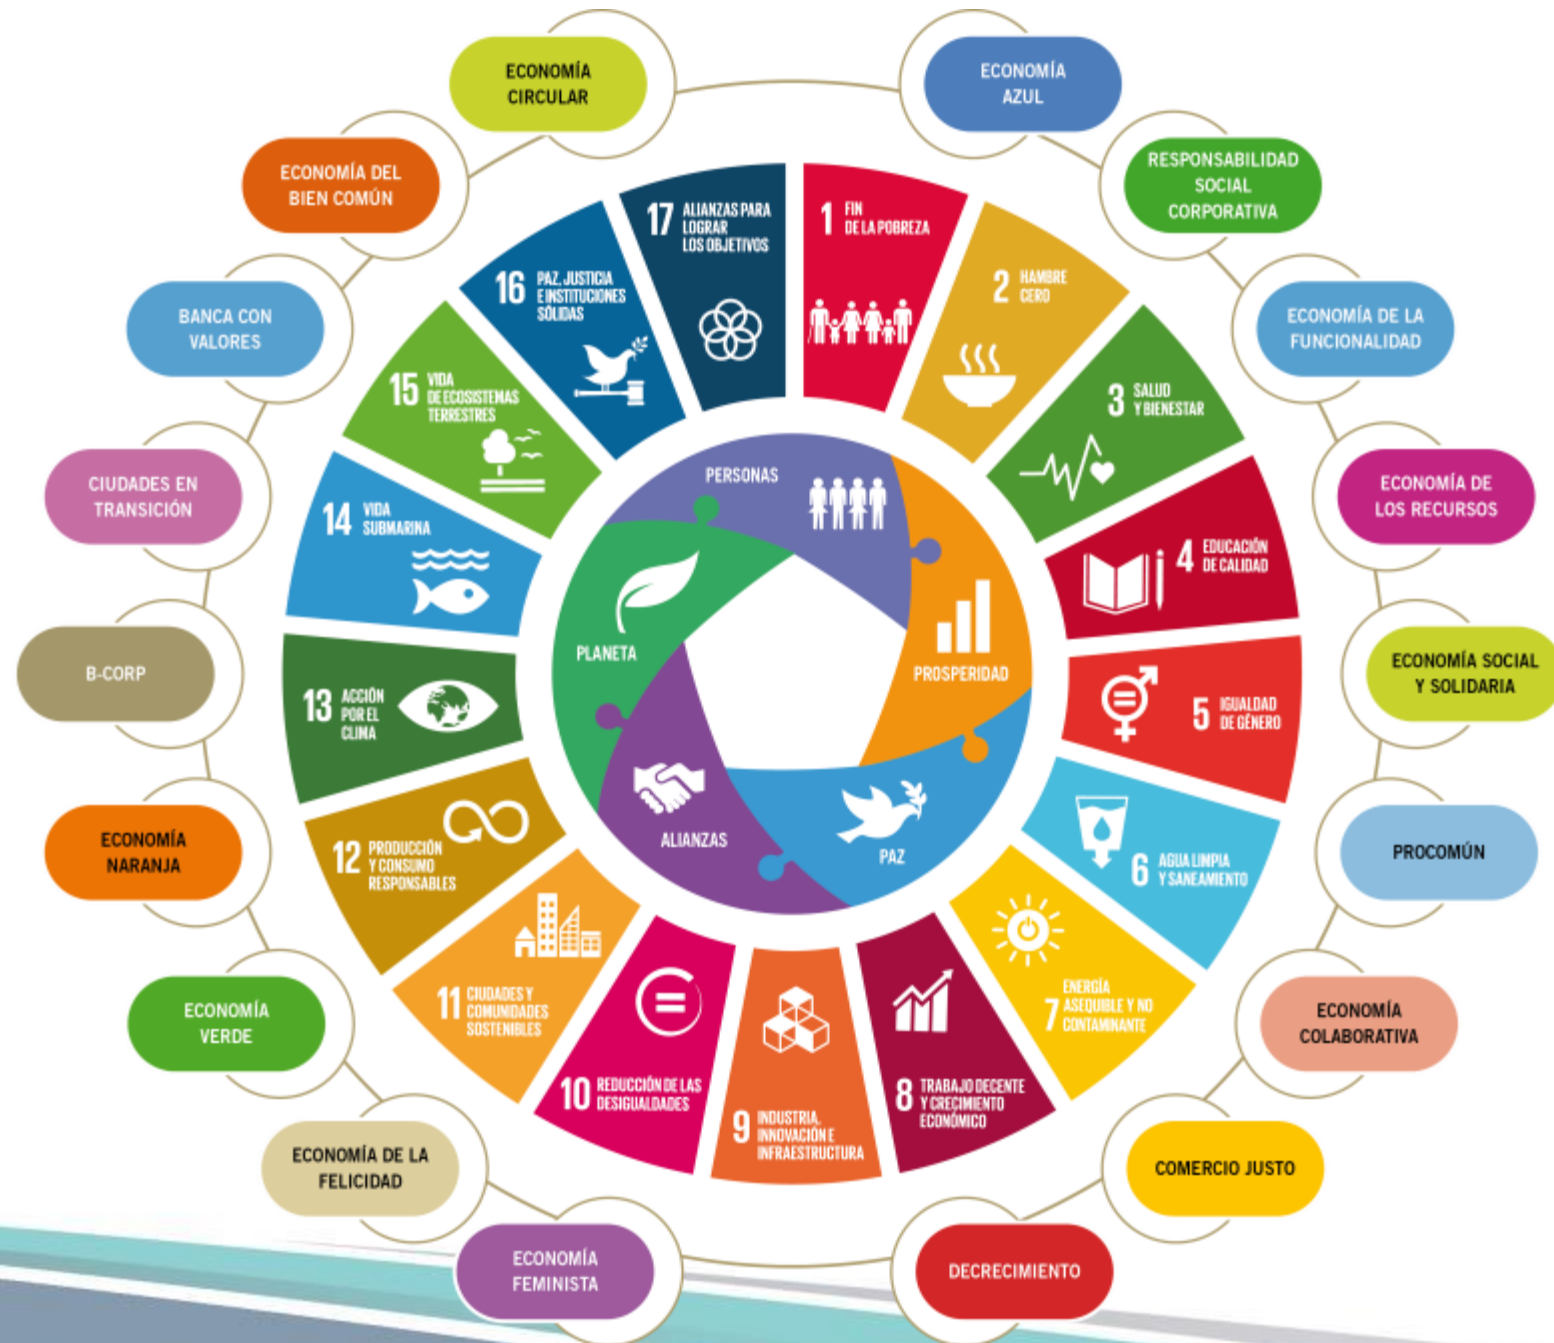 ECONOMÍA
CIRCULAR
ECONOMÍA
AZUL
RESPONSABILIDAD
SOCIAL
CORPORATIVA
ECONOMÍA DE LA
FUNCIONALIDAD
ECONOMÍA DE
LOS RECURSOS
ECONOMÍA SOCIAL
Y SOLIDARIA
PROCOMÚN
ECONOMÍA
COLABORATIVA
COMERCIO JUSTO
DECRECIMIENTO
ECONOMÍA
FEMINISTA
ECONOMÍA DE LA
FELICIDAD
ECONOMÍA
VERDE
ECONOMÍA
NARANJA
B-CORP
CIUDADES EN
TRANSICIÓN
BANCA CON
VALORES
ECONOMÍA DEL
BIEN COMÚN
1 FIN
DE LA POBREZA
2 HAMBRE
CERO
3 SALUD
Y BIENESTAR
4 EDUCACIÓN
DE CALIDAD
5 IGUALDAD
DE GÉNERO
6 AGUA LIMPIA
Y SANEAMIENTO
7 ENERGÍA
ASEQUIBLE Y NO
CONTAMINANTE
8 TRABAJO DECENTE
Y CRECIMIENTO
ECONÓMICO
9 INDUSTRIA,
INNOVACIÓN E
INFRAESTRUCTURA
10 REDUCCIÓN DE LAS
DESIGUALDADES
11 CIUDADES Y
COMUNIDADES
SOSTENIBLES
12 PRODUCCIÓN
Y CONSUMO
RESPONSABLES
13 ACCIÓN
POR EL
CLIMA
14 VIDA
SUBMARINA
15 VIDA
DE ECOSISTEMAS
TERRESTRES
16 PAZ, JUSTICIA
E INSTITUCIONES
SÓLIDAS
17 ALIANZAS PARA
LOGRAR
LOS OBJETIVOS
PERSONAS
PROSPERIDAD
PAZ
ALIANZAS
PLANETA